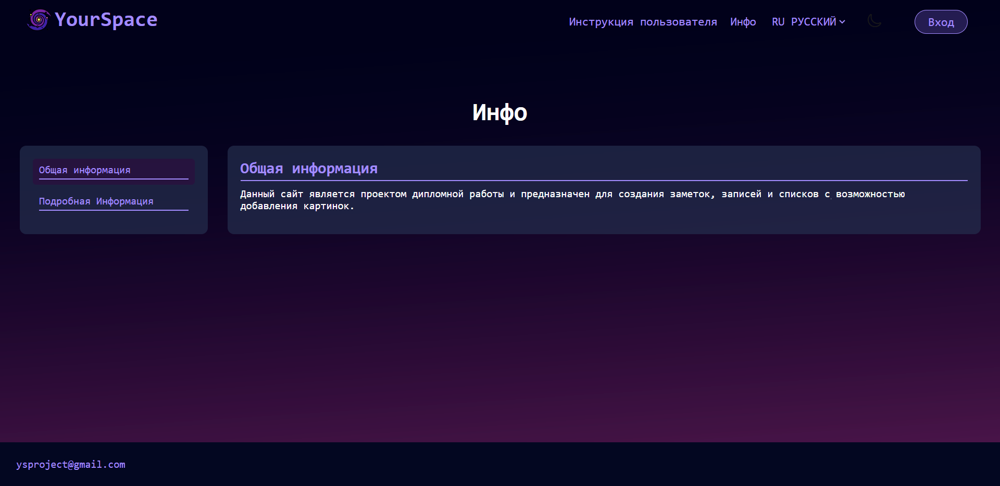 YourSpace
Инструкция пользователя
Инфо
RU РУССКИЙ
Вход
Инфо
Общая информация
Подробная Информация
Общая информация
Данный сайт является проектом дипломной работы и предназначен для создания заметок, записей и списков с возможностью
добавления картинок.
ysproject@gmail.com